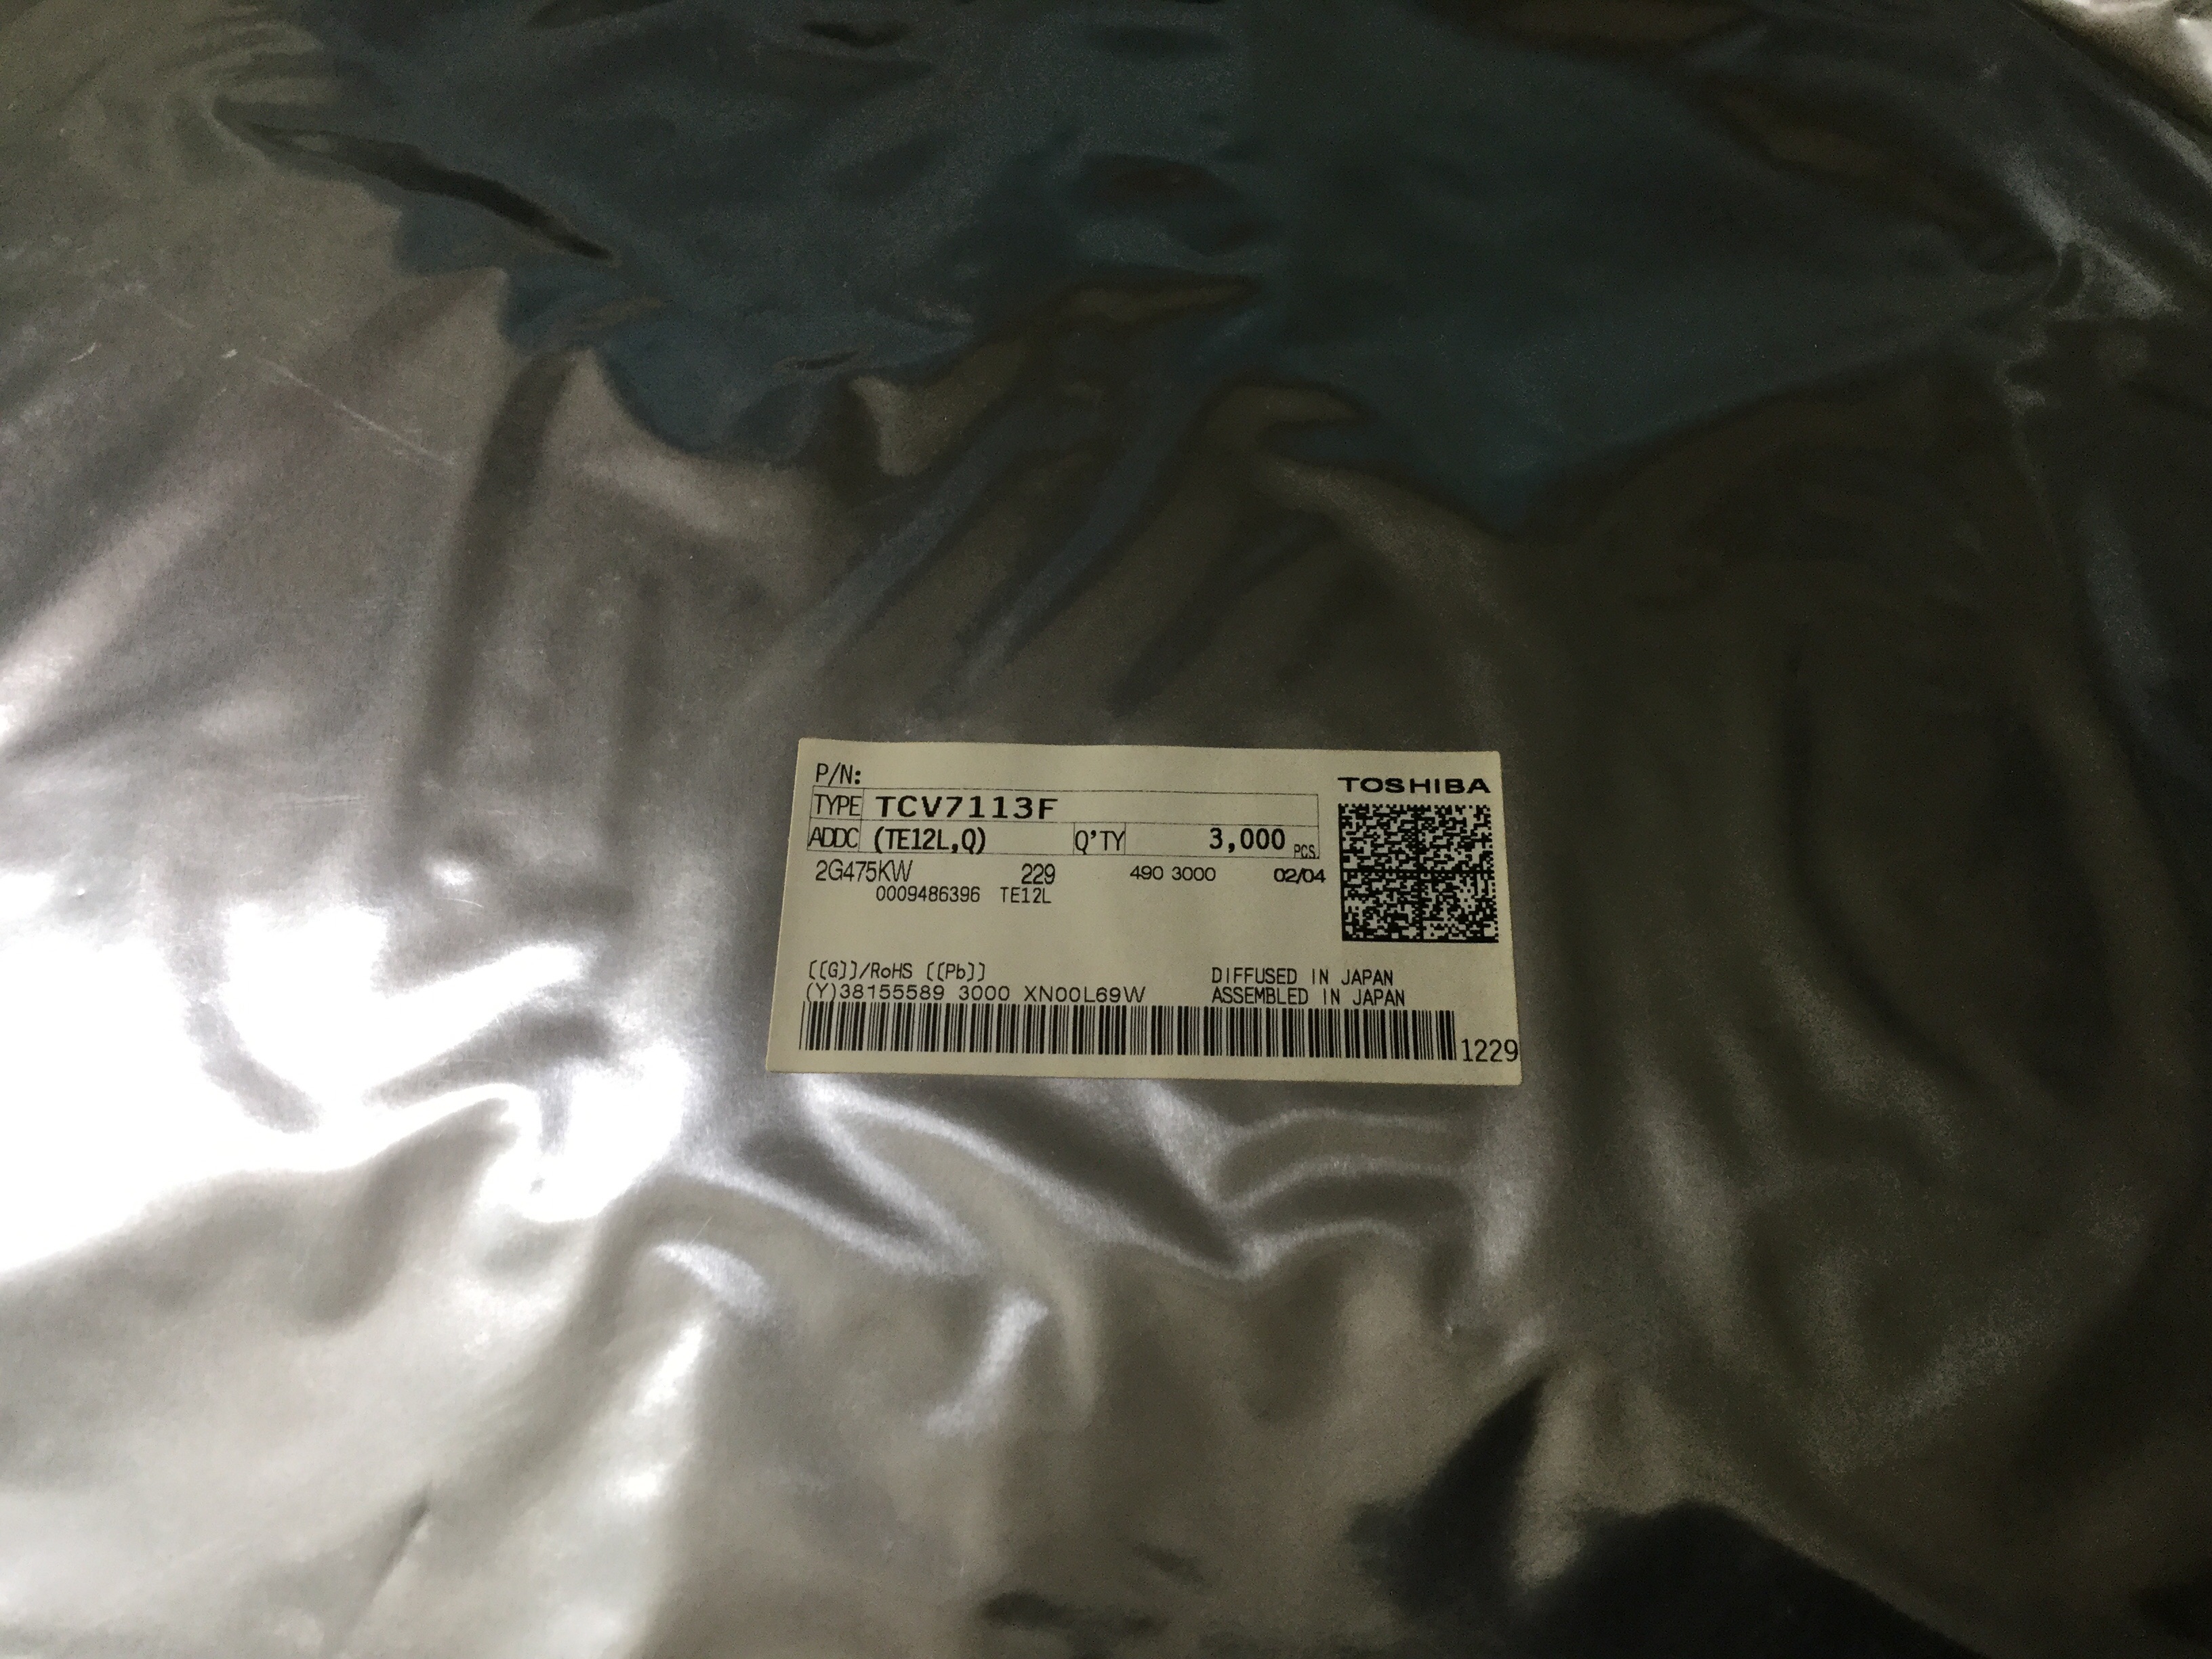 P/N:
TOSHIBA
TYPE TCV7113F
ADDC (TE12L,Q) Q'TY 3,000 PCS
2G475KW 229 490 3000 02/04
0009486396 TE12L
[[G]]/RoHS [[Pb]]
DIFFUSED IN JAPAN
(Y)38155589 3000 XN00L69W
ASSEMBLED IN JAPAN
1229